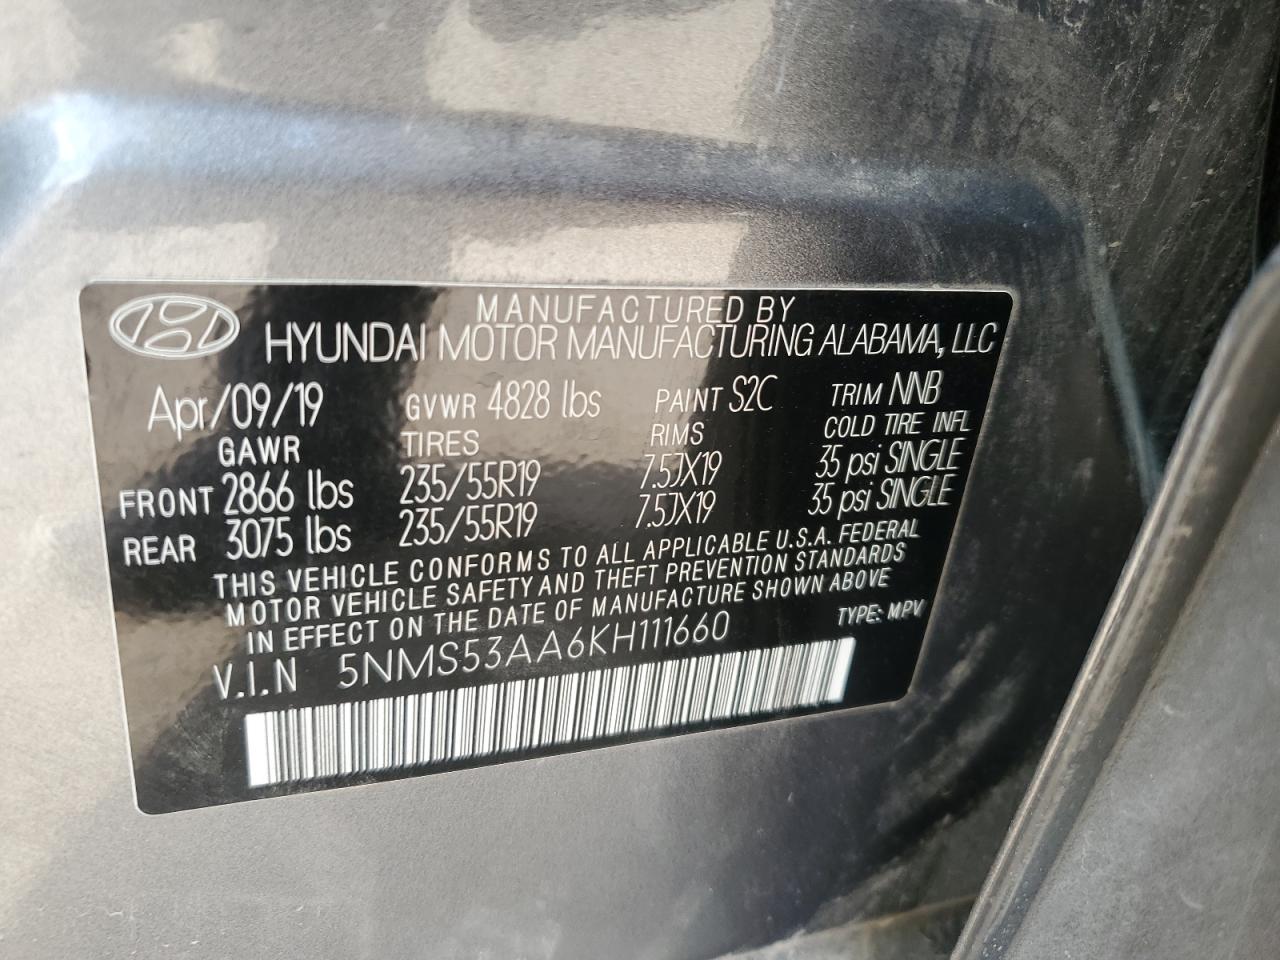 MANUFACTURED BY
HYUNDAI MOTOR MANUFACTURING ALABAMA, LLC
Apr/09/19 GVWR 4828 lbs PAINT S2C TRIM NNB
GAWR TIRES RIMS COLD TIRE INFL
FRONT 2866 lbs 235/55R19 7.5JX19 35 psi SINGLE
REAR 3075 lbs 235/55R19 7.5JX19 35 psi SINGLE
THIS VEHICLE CONFORMS TO ALL APPLICABLE U.S.A. FEDERAL
MOTOR VEHICLE SAFETY AND THEFT PREVENTION STANDARDS
IN EFFECT ON THE DATE OF MANUFACTURE SHOWN ABOVE
V.I.N 5NMS53AA6KH111660 TYPE: MPV